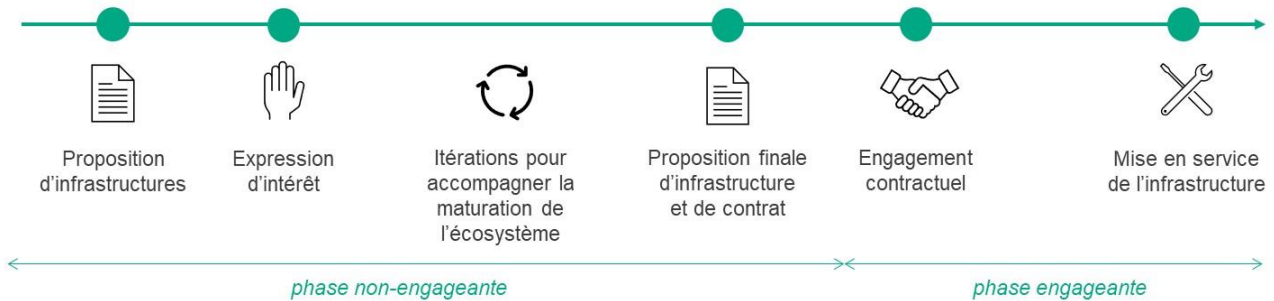 Proposition
d'infrastructures
Expression
d'intérêt
Itérations pour
accompagner la
maturation de
l'écosystème
Proposition finale
d'infrastructure
et de contrat
Engagement
contractuel
Mise en service
de l'infrastructure
phase non-engageante
phase engageante